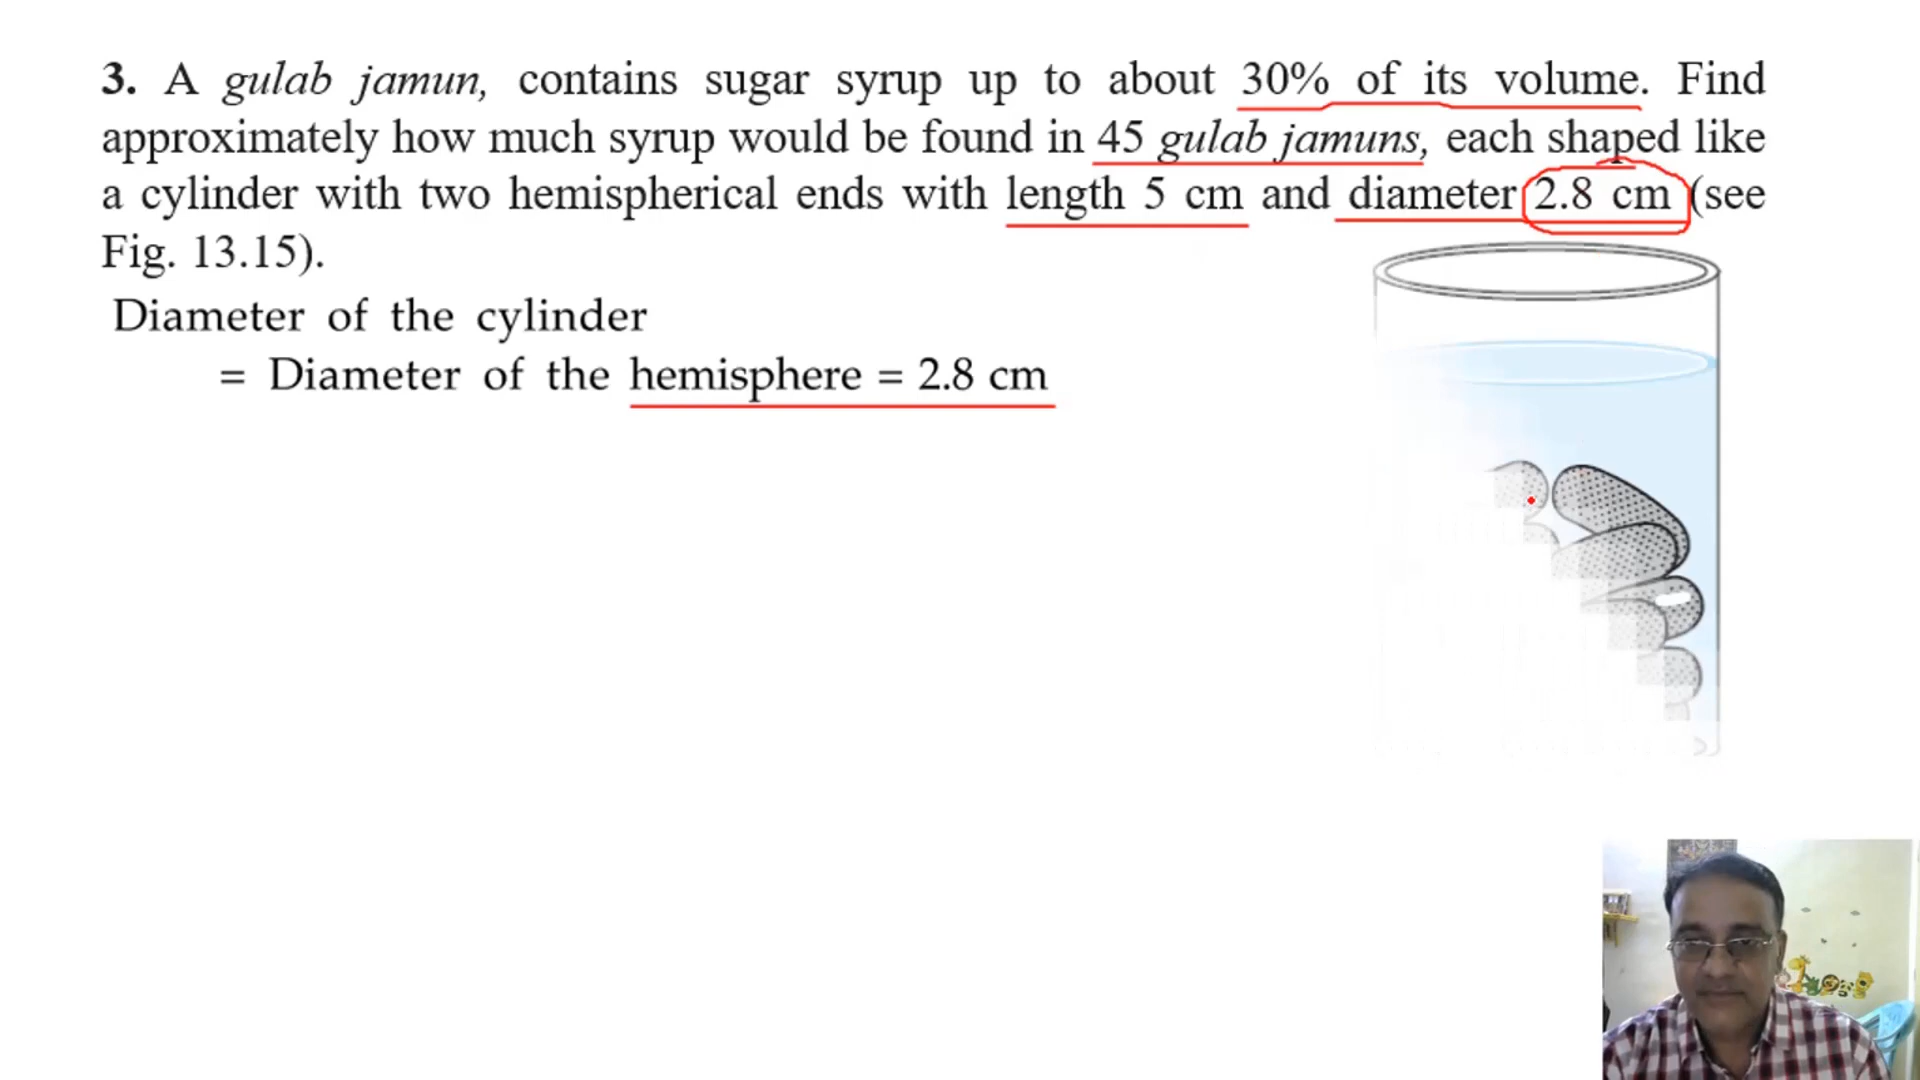 3. A gulab jamun, contains sugar syrup up to about 30% of its volume. Find
approximately how much syrup would be found in 45 gulab jamuns, each shaped like
a cylinder with two hemispherical ends with length 5 cm and diameter 2.8 cm (see
Fig. 13.15).
Diameter of the cylinder
= Diameter of the hemisphere = 2.8 cm